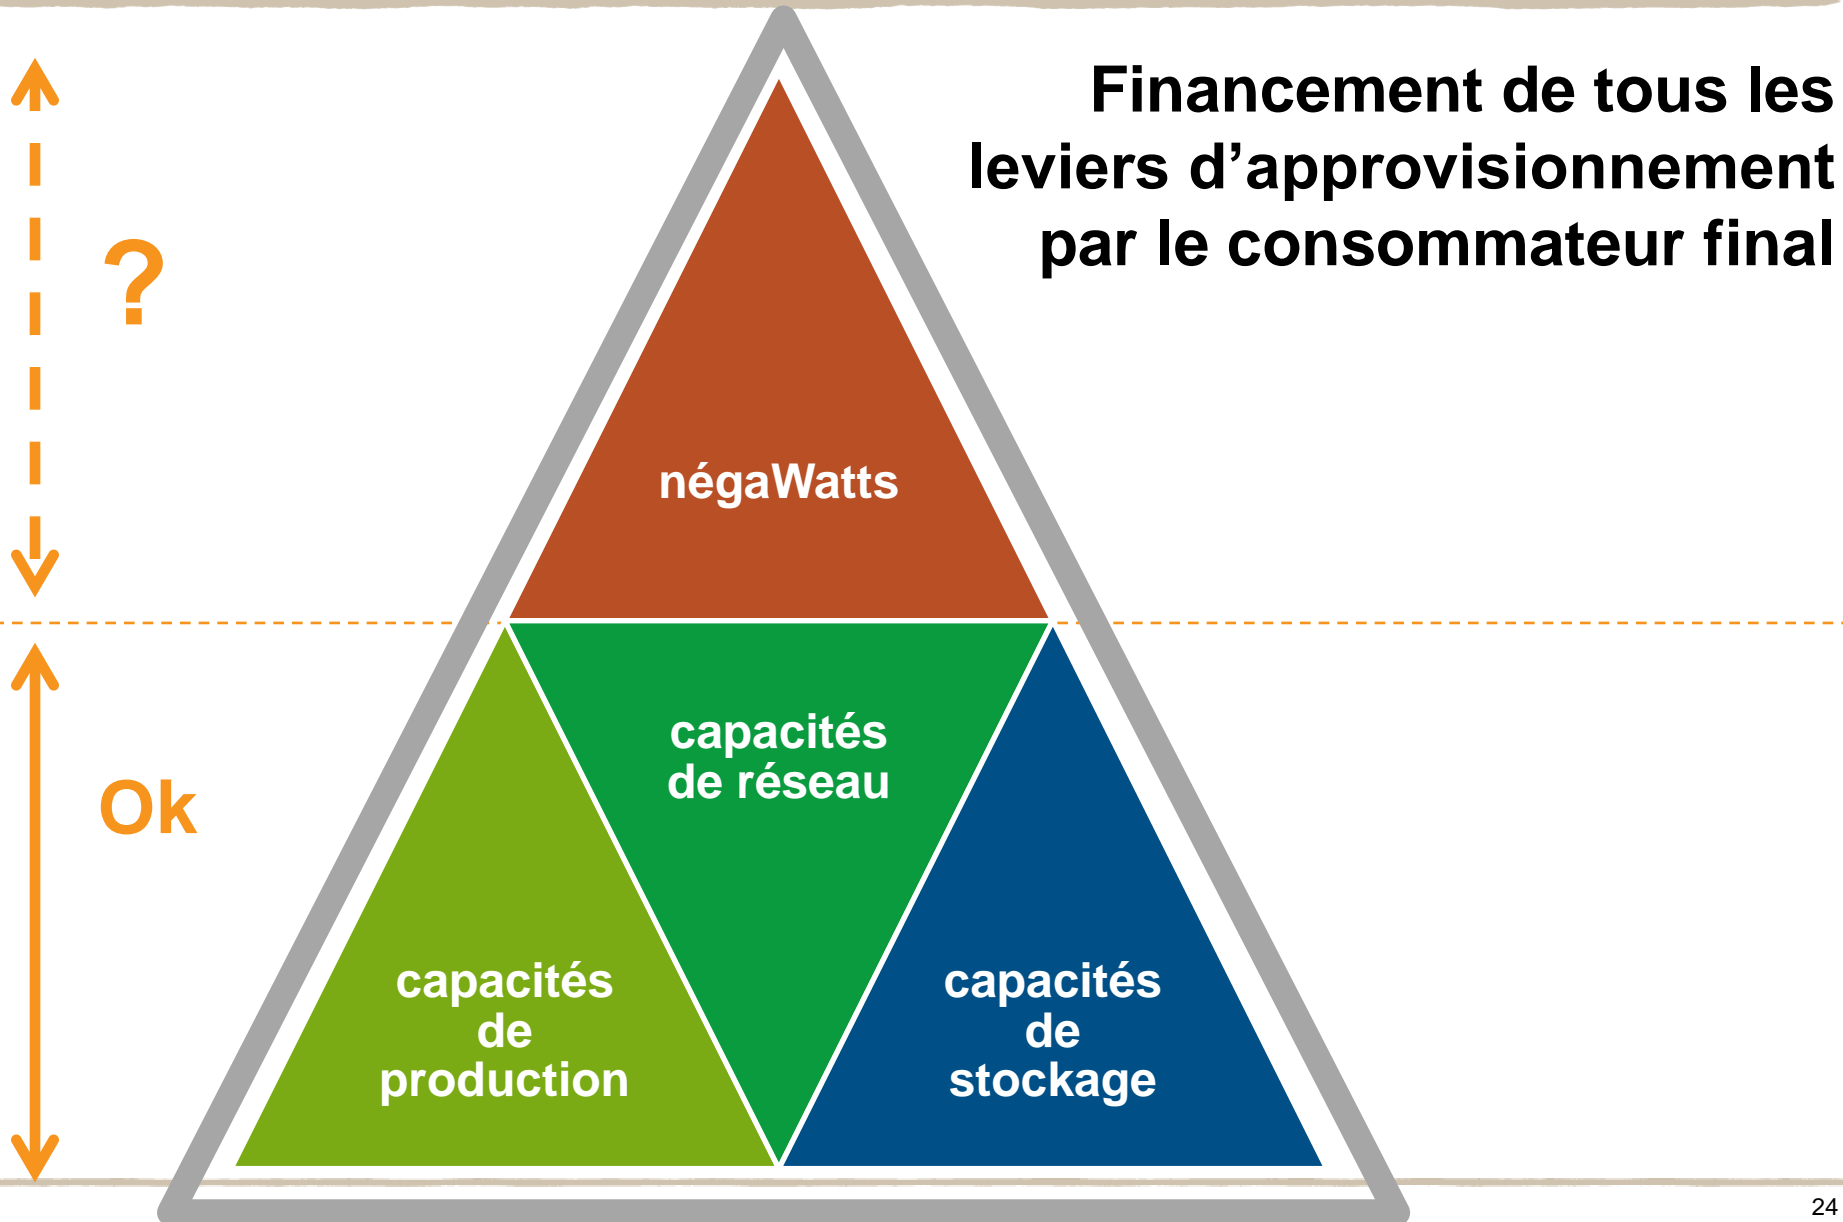 Financement de tous les
leviers d’approvisionnement
par le consommateur final
?
négaWatts
Ok
capacités
de réseau
capacités
de
production
capacités
de
stockage
24